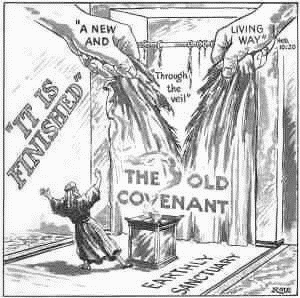 "A NEW
AND
LIVING
WAY"
HEB.
10:20
Through
the
veil"
"IT IS
FINISHED"
THE OLD
COVENANT
EARTHLY
SANCTUARY